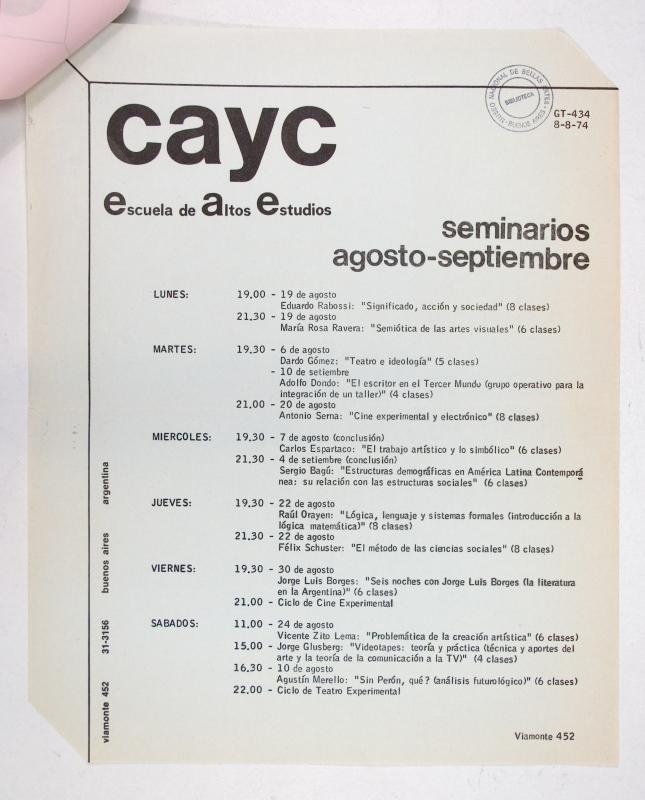 cayc
escuela de altos estudios
MUSEO NACIONAL DE BELLAS ARTES - BUENOS AIRES -
BIBLIOTECA
GT-434
8-8-74
seminarios
agosto-septiembre
LUNES: 19,00 - 19 de agosto
Eduardo Rabossi: "Significado, acción y sociedad" (8 clases)
21,30 - 19 de agosto
María Rosa Ravera: "Semiótica de las artes visuales" (6 clases)
MARTES: 19,30 - 6 de agosto
Dardo Gómez: "Teatro e ideología" (5 clases)
- 10 de setiembre
Adolfo Dondo: "El escritor en el Tercer Mundo (grupo operativo para la
integración de un taller)" (4 clases)
21,00 - 20 de agosto
Antonio Serna: "Cine experimental y electrónico" (8 clases)
MIERCOLES: 19,30 - 7 de agosto (conclusión)
Carlos Espartaco: "El trabajo artístico y lo simbólico" (6 clases)
21,30 - 4 de setiembre (conclusión)
Sergio Bagú: "Estructuras demográficas en América Latina Contemporá
nea: su relación con las estructuras sociales" (6 clases)
JUEVES: 19,30 - 22 de agosto
Raúl Orayen: "Lógica, lenguaje y sistemas formales (introducción a la
lógica matemática)" (8 clases)
21,30 - 22 de agosto
Félix Schuster: "El método de las ciencias sociales" (8 clases)
VIERNES: 19,30 - 30 de agosto
Jorge Luis Borges: "Seis noches con Jorge Luis Borges (la literatura
en la Argentina)" (6 clases)
21,00 - Ciclo de Cine Experimental
SABADOS: 11,00 - 24 de agosto
Vicente Zito Lema: "Problemática de la creación artística" (6 clases)
15,00 - Jorge Glusberg: "Videotapes: teoría y práctica (técnica y aportes del
arte y la teoría de la comunicación a la TV)" (4 clases)
16,30 - 10 de agosto
Agustín Merello: "Sin Perón, qué? (análisis futurológico)" (6 clases)
22,00 - Ciclo de Teatro Experimental
viamonte 452 31-3156 buenos aires argentina
Viamonte 452